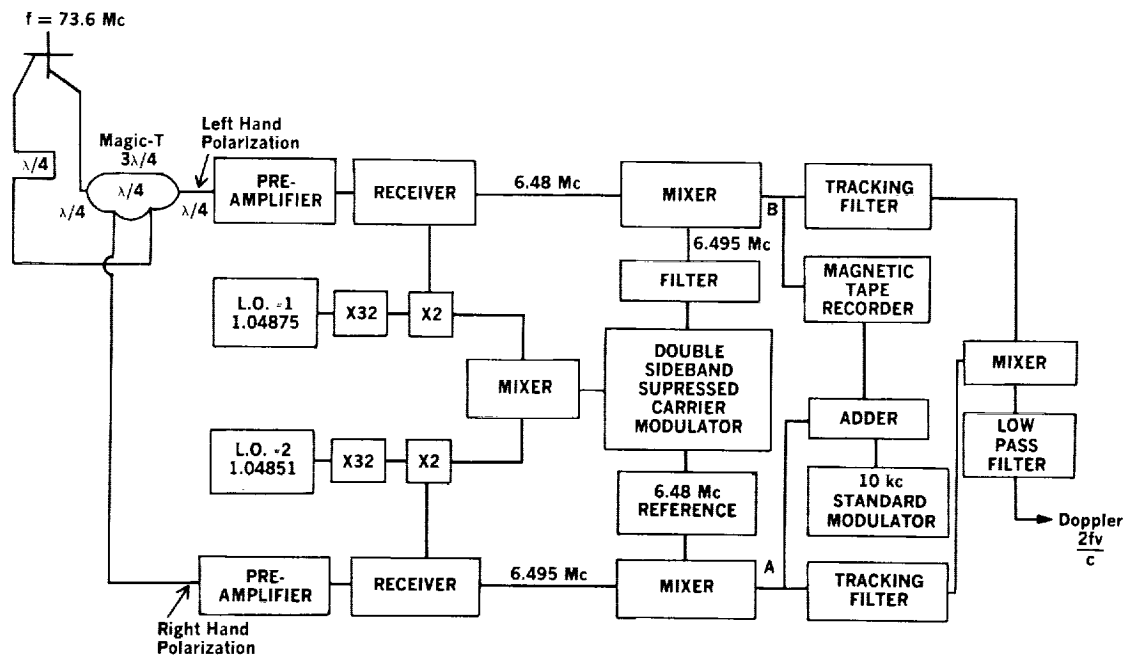 f = 73.6 Mc
Magic-T
3λ/4
λ/4
λ/4
λ/4
λ/4
Left Hand
Polarization
PRE-
AMPLIFIER
RECEIVER
6.48 Mc
MIXER
B
TRACKING
FILTER
6.495 Mc
FILTER
MAGNETIC
TAPE
RECORDER
L.O. =1
1.04875
X32
X2
MIXER
DOUBLE
SIDEBAND
SUPRESSED
CARRIER
MODULATOR
MIXER
ADDER
LOW
PASS
FILTER
L.O. =2
1.04851
X32
X2
6.48 Mc
REFERENCE
10 kc
STANDARD
MODULATOR
Doppler
2fv
c
PRE-
AMPLIFIER
RECEIVER
6.495 Mc
MIXER
A
TRACKING
FILTER
Right Hand
Polarization